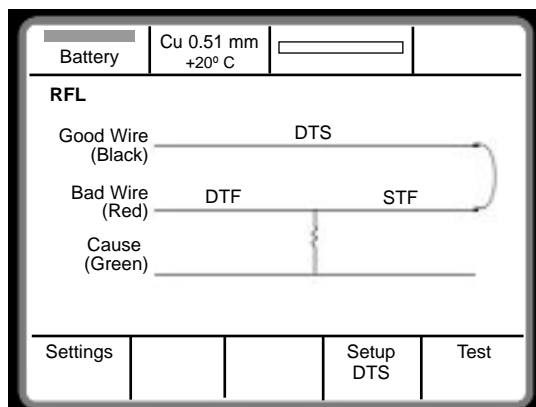 Battery
Cu 0.51 mm
+20º C
RFL
Good Wire
(Black)
DTS
Bad Wire
(Red)
DTF
STF
Cause
(Green)
Settings
Setup
DTS
Test